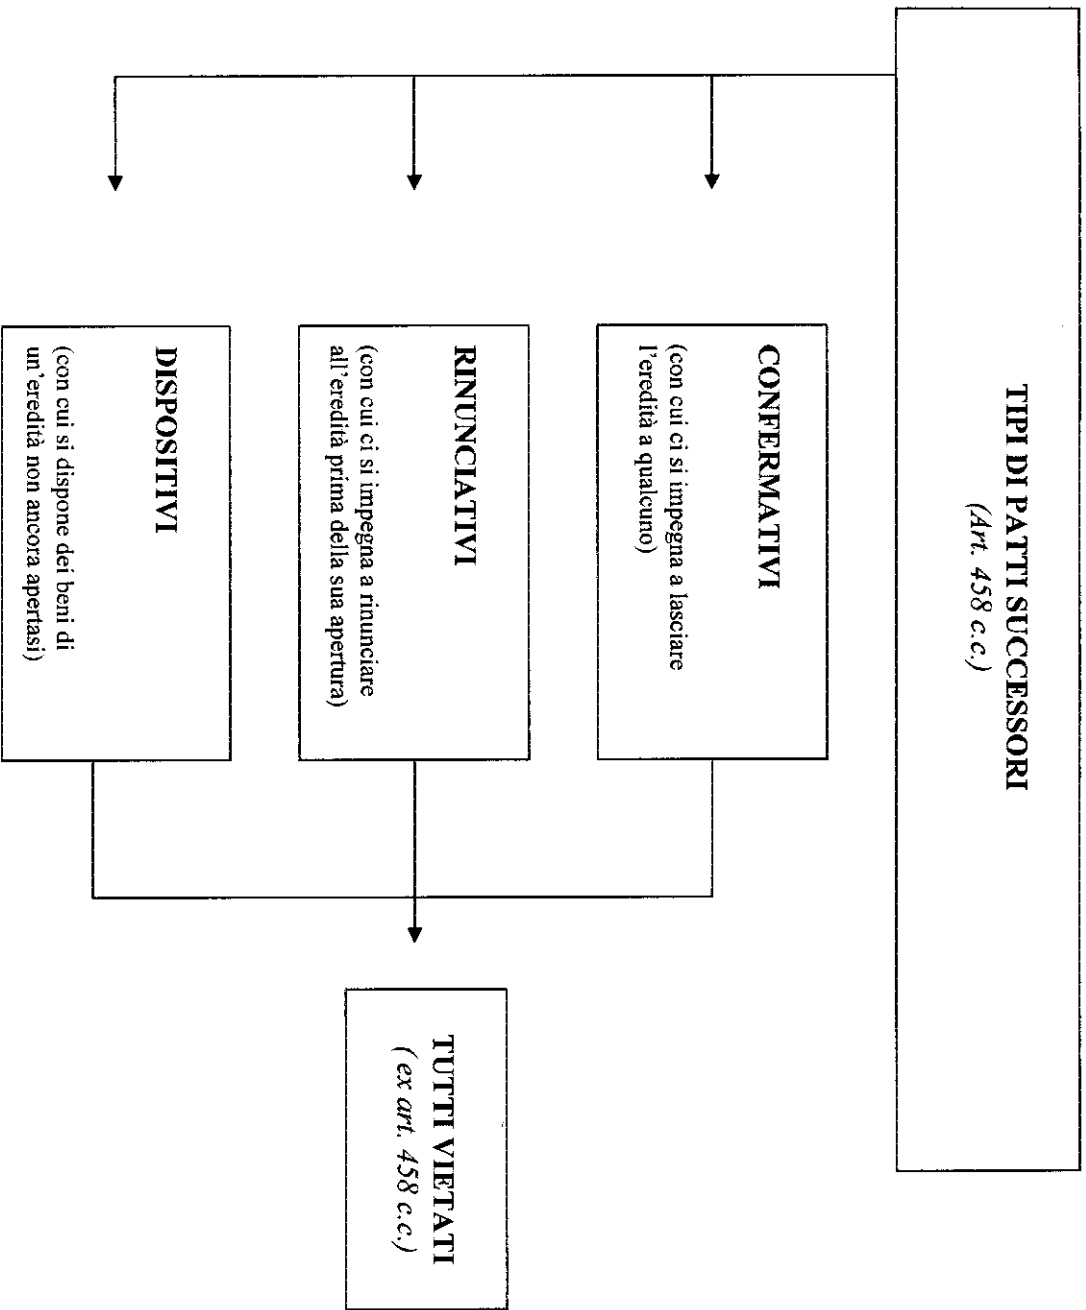 TIPI DI PATTI SUCCESSORI
(Art. 458 c.c.)
CONFERMATIVI
(con cui ci si impegna a lasciare
l'eredità a qualcuno)
RINUNCIATIVI
(con cui ci si impegna a rinunciare
all'eredità prima della sua apertura)
DISPOSITIVI
(con cui si dispone dei beni di
un'eredità non ancora apertasi)
TUTTI VIETATI
( ex art. 458 c.c.)